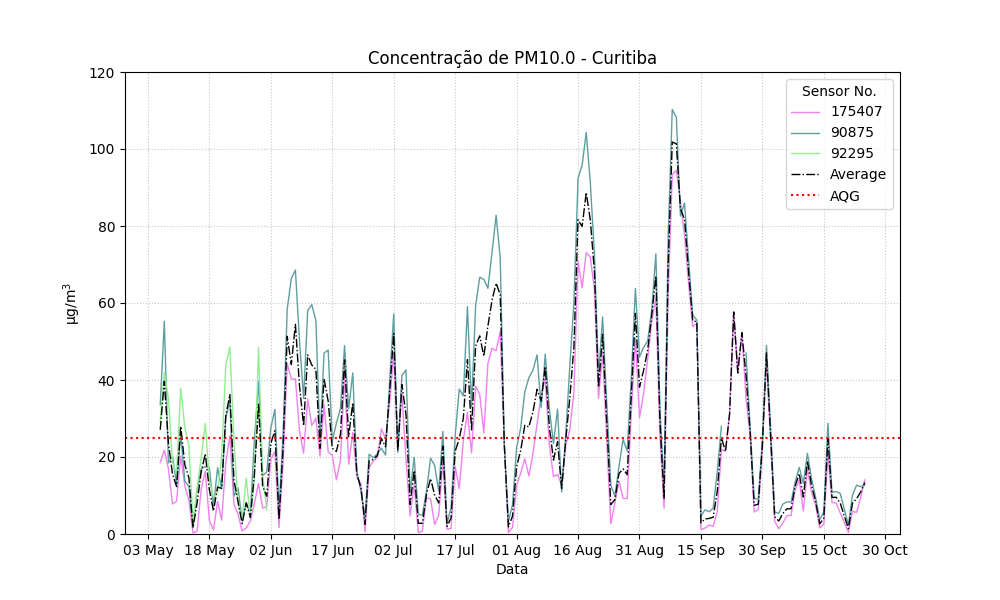 Concentração de PM10.0 - Curitiba
Sensor No.
175407
90875
92295
Average
AQG
120
100
80
60
40
20
0
µg/m³
03 May 18 May 02 Jun 17 Jun 02 Jul 17 Jul 01 Aug 16 Aug 31 Aug 15 Sep 30 Sep 15 Oct 30 Oct
Data